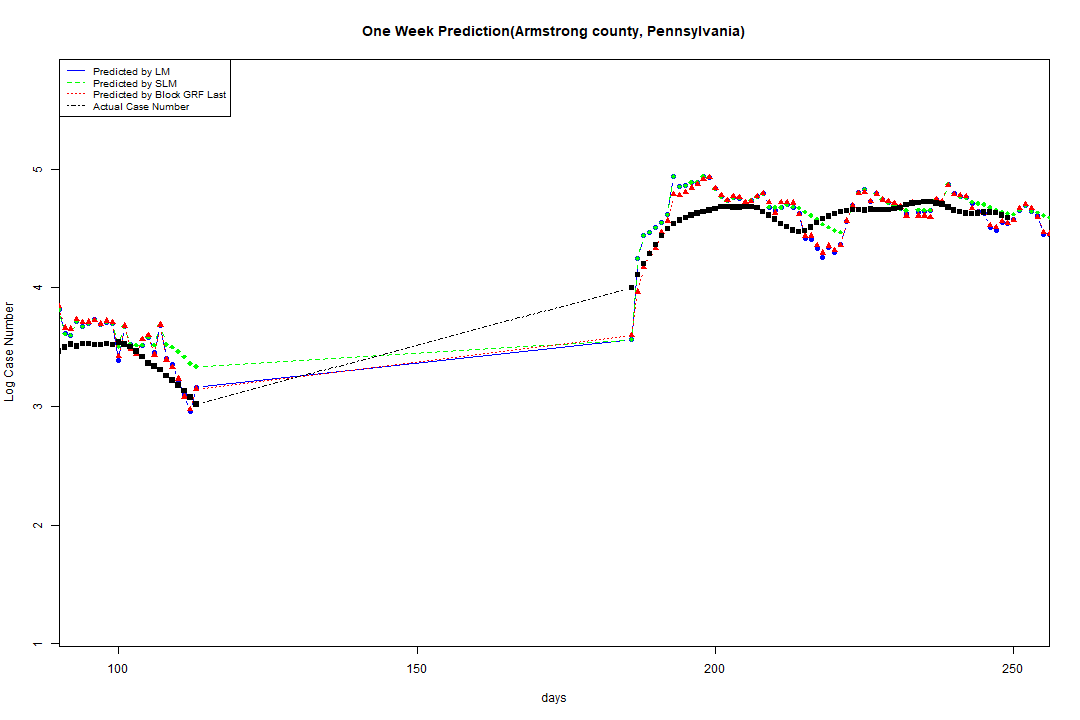 One Week Prediction(Armstrong county, Pennsylvania)
Predicted by LM
Predicted by SLM
Predicted by Block GRF Last
Actual Case Number
Log Case Number
5
4
3
2
1
100
150
200
250
days